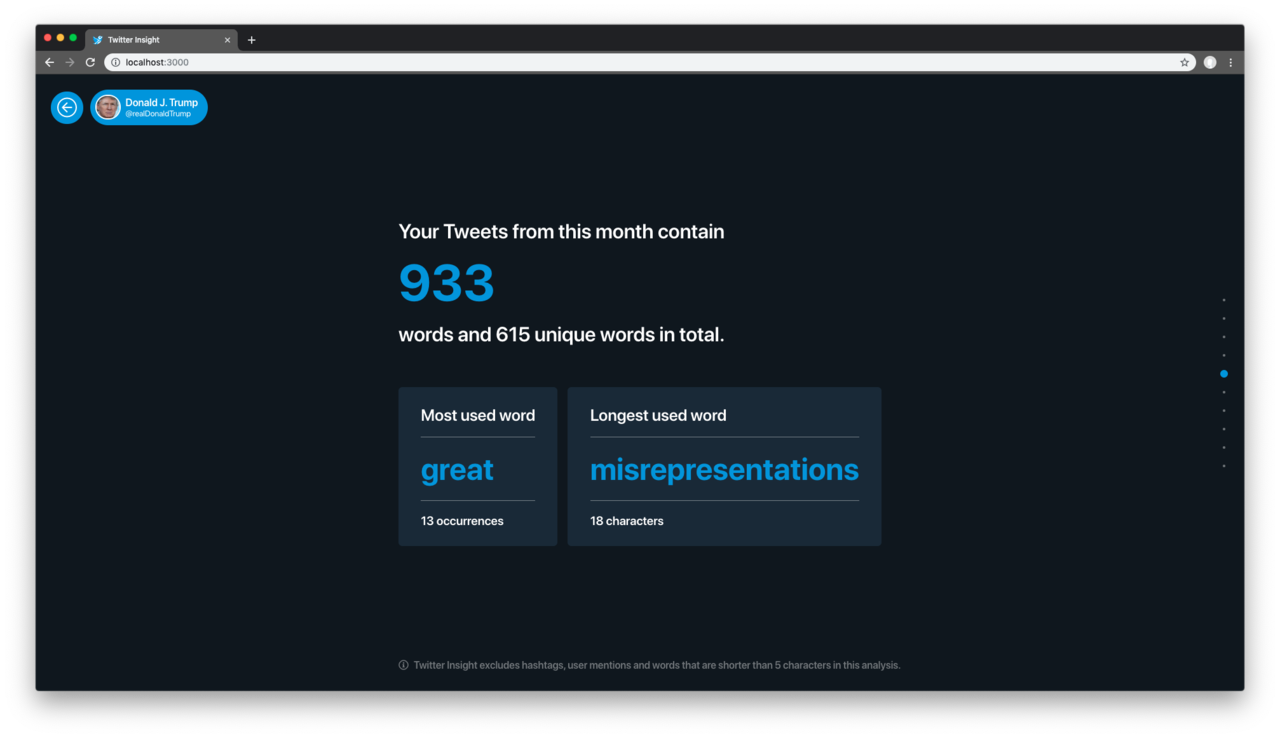 Twitter Insight
localhost:3000
Donald J. Trump
@realDonaldTrump
Your Tweets from this month contain
933
words and 615 unique words in total.
Most used word
great
13 occurrences
Longest used word
misrepresentations
18 characters
Twitter Insight excludes hashtags, user mentions and words that are shorter than 5 characters in this analysis.